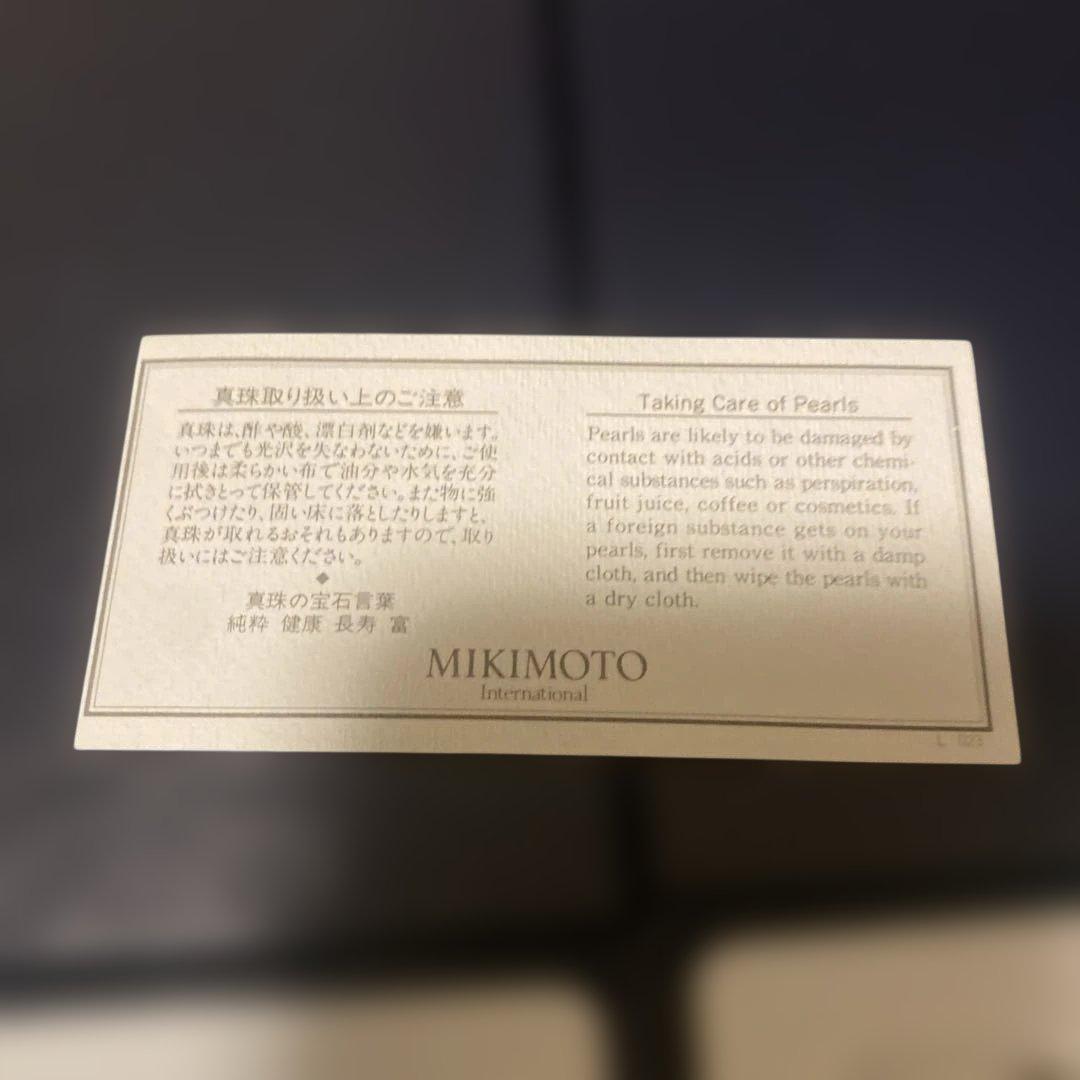 真珠取り扱い上のご注意
真珠は、酢や酸、漂白剤などを嫌います。
いつまでも光沢を失なわないために、ご使
用後は柔らかい布で油分や水気を充分
に拭きとって保管してください。また物に強
くぶつけたり、固い床に落としたりしますと、
真珠が取れるおそれもありますので、取り
扱いにはご注意ください。
◆
真珠の宝石言葉
純粋 健康 長寿 富
Taking Care of Pearls
Pearls are likely to be damaged by
contact with acids or other chemi-
cal substances such as perspiration,
fruit juice, coffee or cosmetics. If
a foreign substance gets on your
pearls, first remove it with a damp
cloth, and then wipe the pearls with
a dry cloth.
MIKIMOTO
International
L